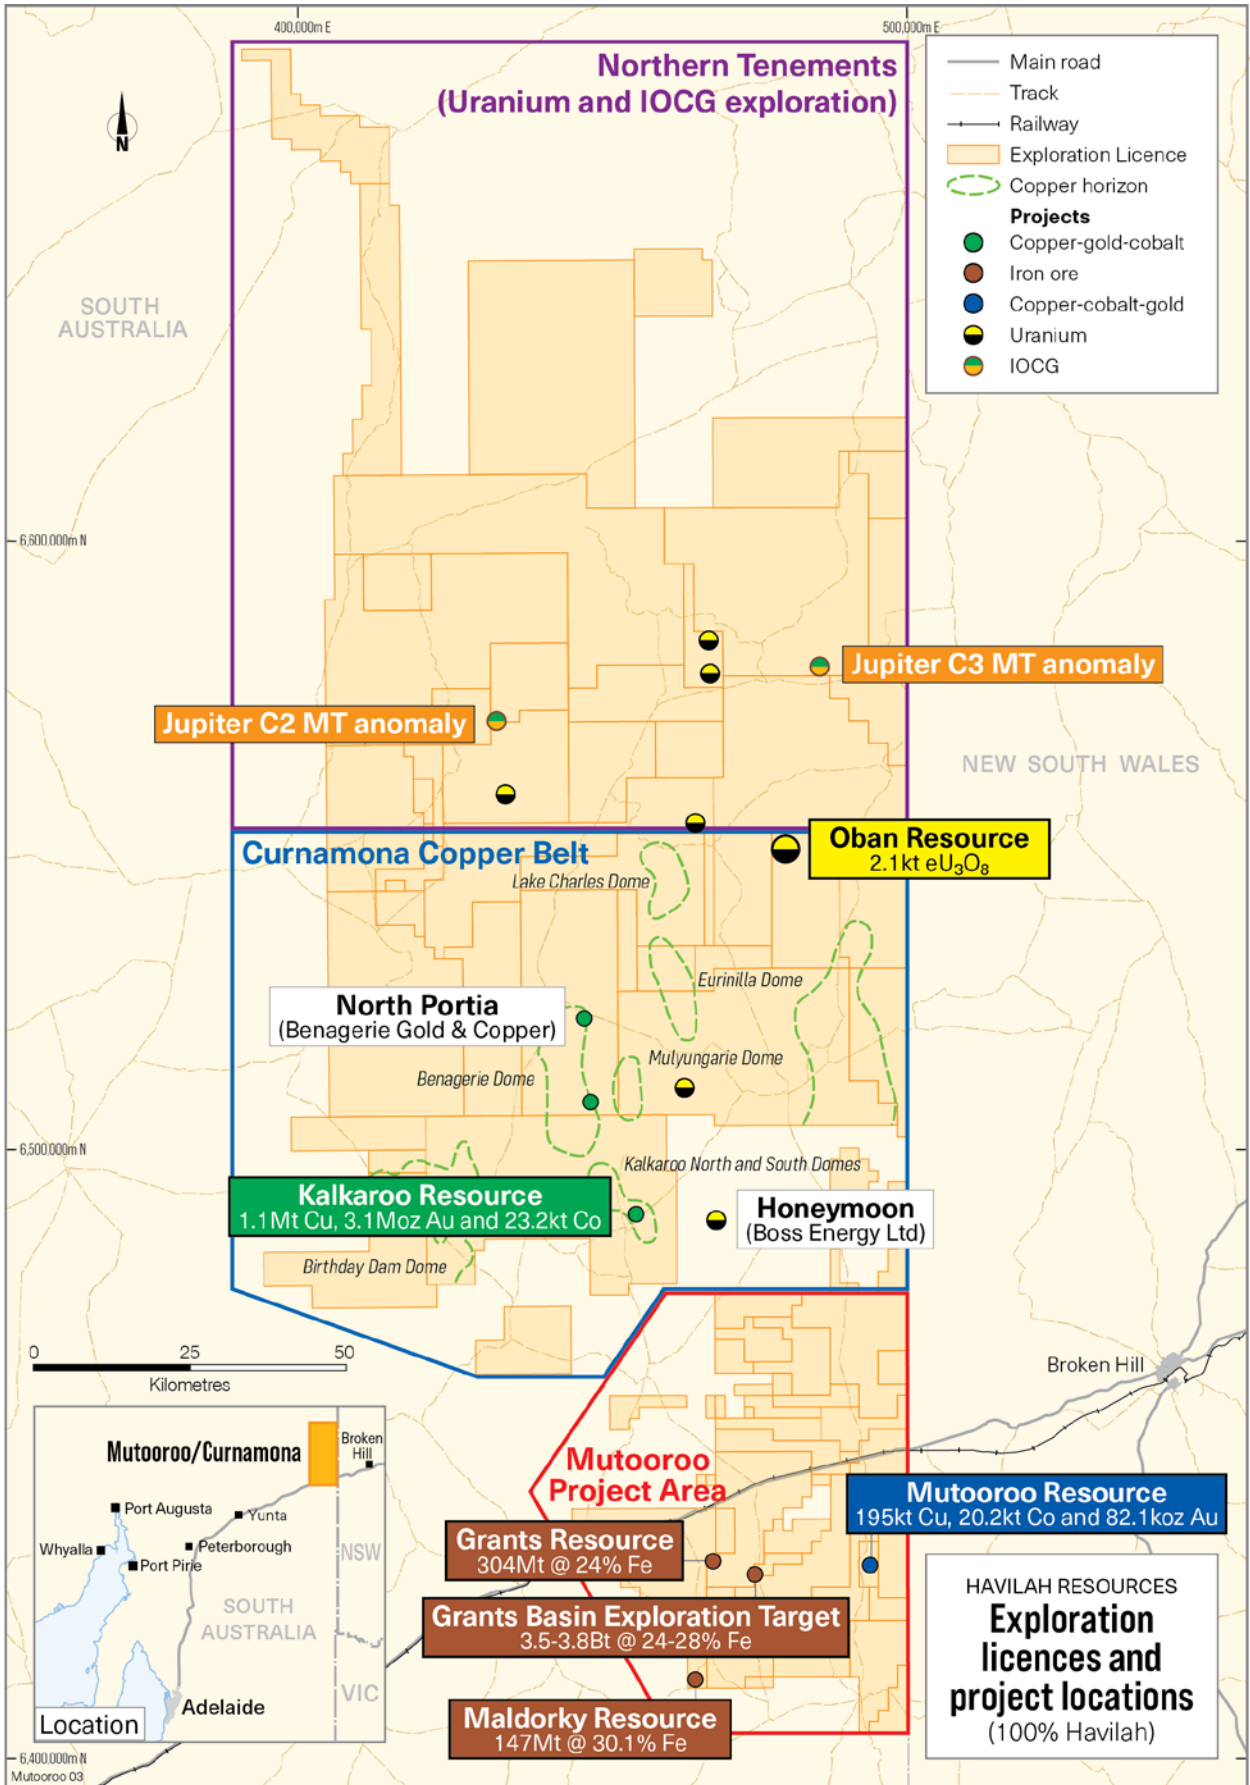 400,000m E
500,000m E
Northern Tenements
(Uranium and IOCG exploration)
N
Main road
Track
Railway
Exploration Licence
Copper horizon
Projects
Copper-gold-cobalt
Iron ore
Copper-cobalt-gold
Uranium
IOCG
SOUTH
AUSTRALIA
6,600,000m N
Jupiter C3 MT anomaly
Jupiter C2 MT anomaly
NEW SOUTH WALES
Oban Resource
2.1kt eU₃O₈
Curnamona Copper Belt
Lake Charles Dome
Eurinilla Dome
North Portia
(Benagerie Gold & Copper)
Mulyungarie Dome
Benagerie Dome
6,500,000m N
Kalkaroo North and South Domes
Kalkaroo Resource
1.1Mt Cu, 3.1Moz Au and 23.2kt Co
Honeymoon
(Boss Energy Ltd)
Birthday Dam Dome
0 25 50
Kilometres
Broken Hill
Mutooroo
Project Area
Mutooroo Resource
195kt Cu, 20.2kt Co and 82.1koz Au
Grants Resource
304Mt @ 24% Fe
Grants Basin Exploration Target
3.5-3.8Bt @ 24-28% Fe
Maldorky Resource
147Mt @ 30.1% Fe
Mutooroo/Curnamona
Broken
Hill
Port Augusta
Yunta
Whyalla
Peterborough
Port Pirie
NSW
SOUTH
AUSTRALIA
VIC
Adelaide
Location
HAVILAH RESOURCES
Exploration
licences and
project locations
(100% Havilah)
6,400,000m N
Mutooroo 03